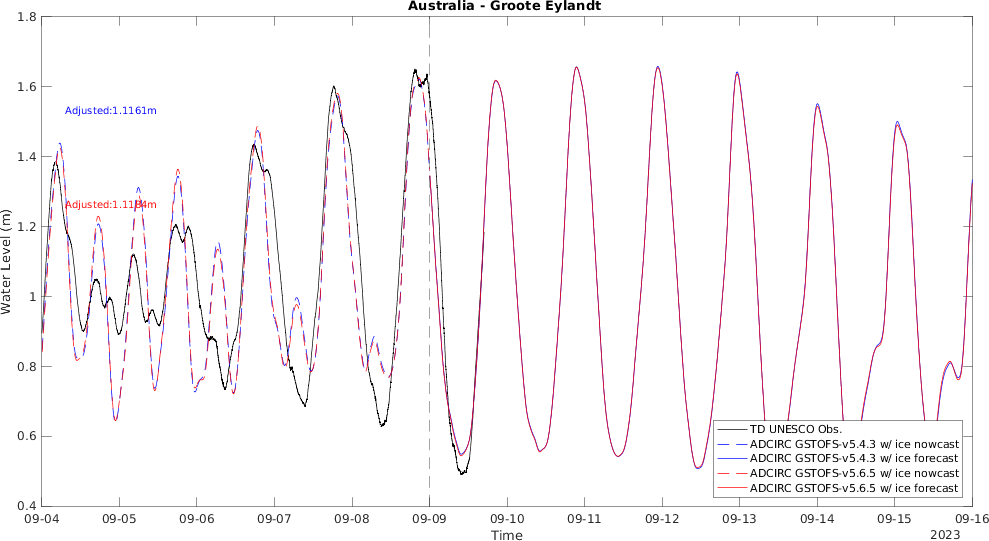 Australia - Groote Eylandt
1.8
1.6
1.4
1.2
1
0.8
0.6
0.4
Water Level (m)
Adjusted:1.1161m
Adjusted:1.1184m
TD UNESCO Obs.
ADCIRC GSTOFS-v5.4.3 w/ ice nowcast
ADCIRC GSTOFS-v5.4.3 w/ ice forecast
ADCIRC GSTOFS-v5.6.5 w/ ice nowcast
ADCIRC GSTOFS-v5.6.5 w/ ice forecast
09-04 09-05 09-06 09-07 09-08 09-09 09-10 09-11 09-12 09-13 09-14 09-15 09-16
Time
2023